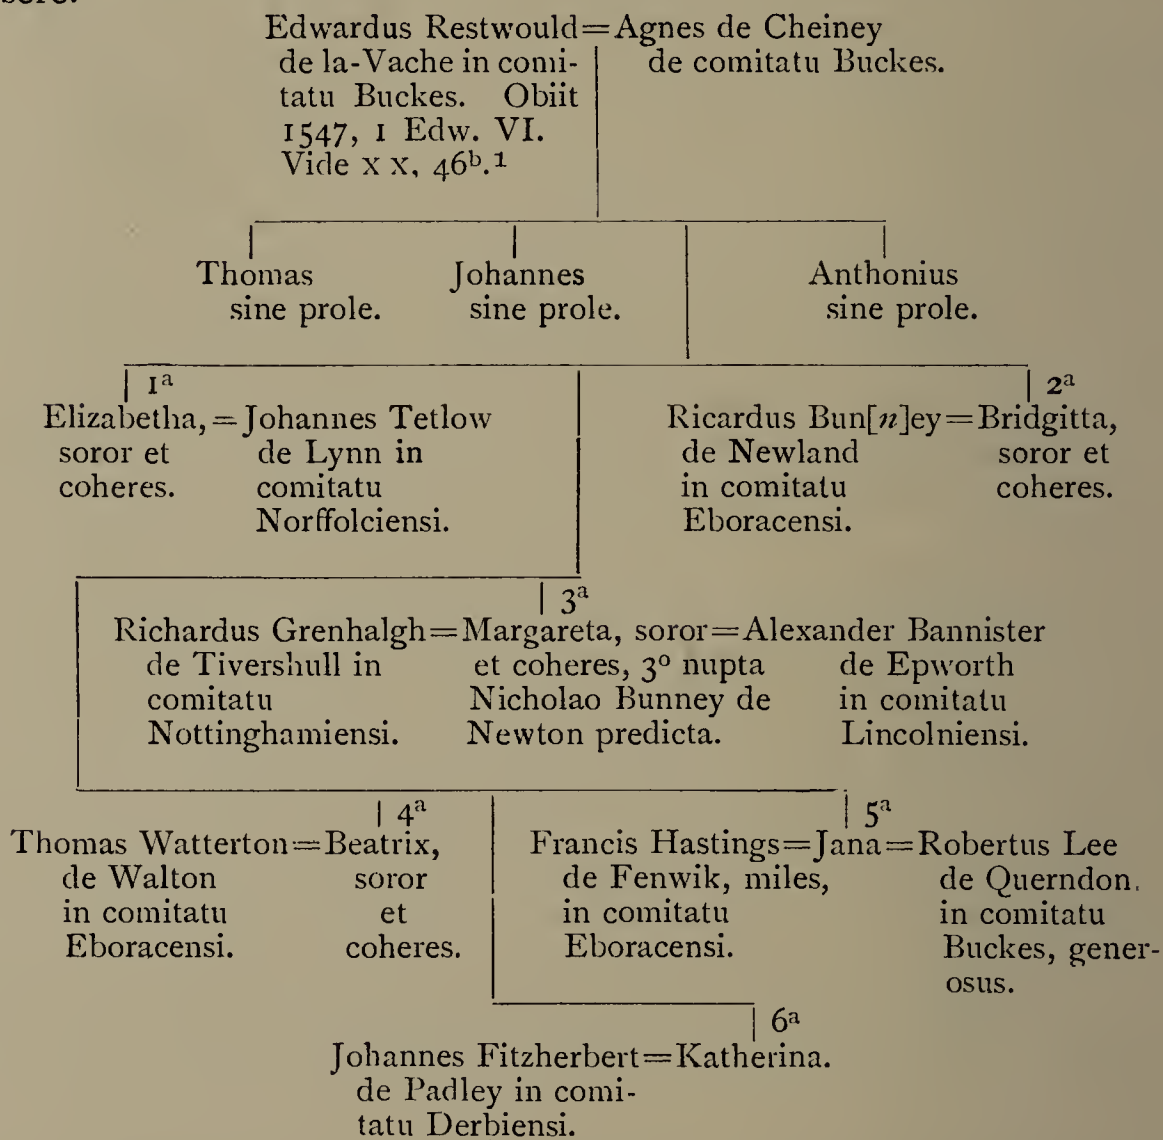 Edwardus Restwould=Agnes de Cheiney
de la-Vache in comi- de comitatu Buckes.
tatu Buckes. Obiit
1547, 1 Edw. VI.
Vide x x, 46b.1
Thomas Johannes Anthonius
sine prole. sine prole. sine prole.
1a 2a
Elizabetha,=Johannes Tetlow Ricardus Bun[n]ey=Bridgitta,
soror et de Lynn in de Newland soror et
coheres. comitatu in comitatu coheres.
Norffolciensi. Eboracensi.
3a
Richardus Grenhalgh=Margareta, soror=Alexander Bannister
de Tivershull in et coheres, 3o nupta de Epworth
comitatu Nicholao Bunney de in comitatu
Nottinghamiensi. Newton predicta. Lincolniensi.
4a 5a
Thomas Watterton=Beatrix, Francis Hastings=Jana=Robertus Lee
de Walton soror de Fenwik, miles, de Querndon,
in comitatu et in comitatu in comitatu
Eboracensi. coheres. Eboracensi. Buckes, gener-
osus.
6a
Johannes Fitzherbert=Katherina.
de Padley in comi-
tatu Derbiensi.